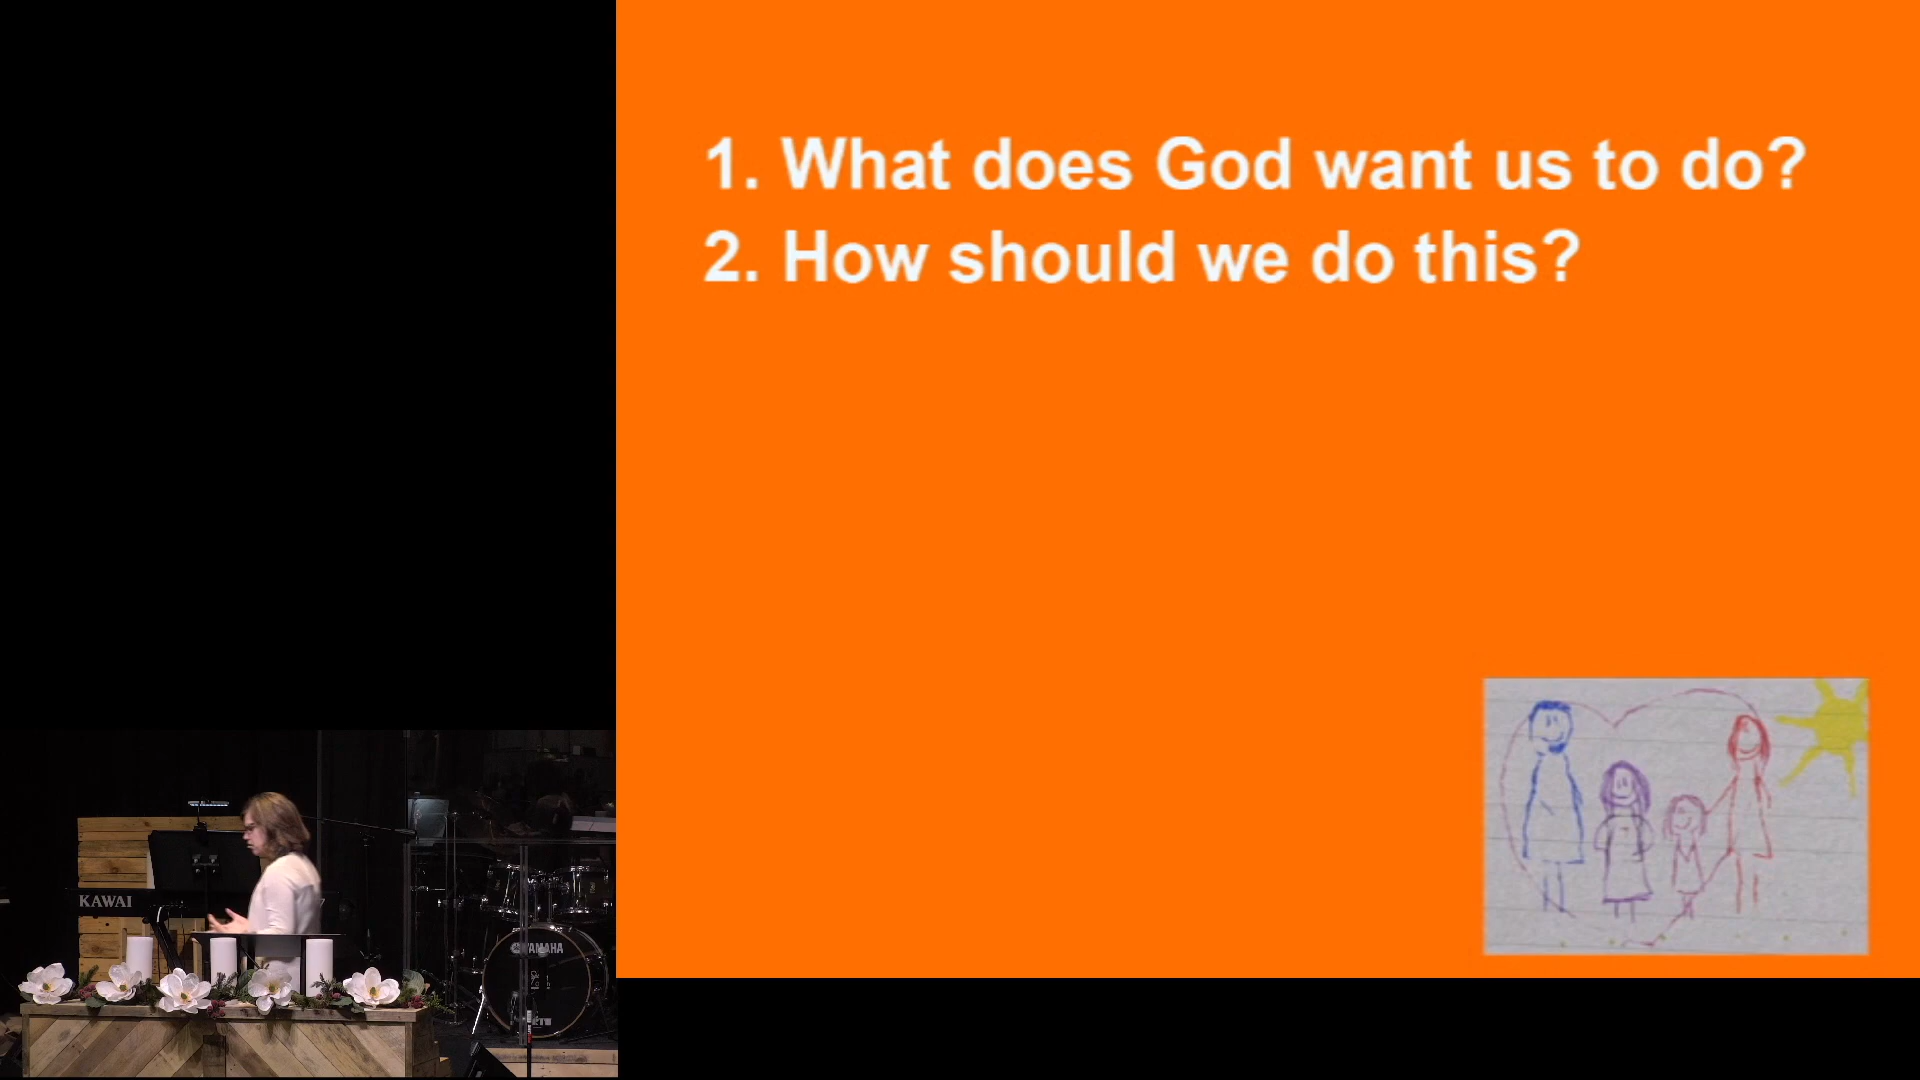 1. What does God want us to do?
2. How should we do this?
KAWAI
YAMAHA